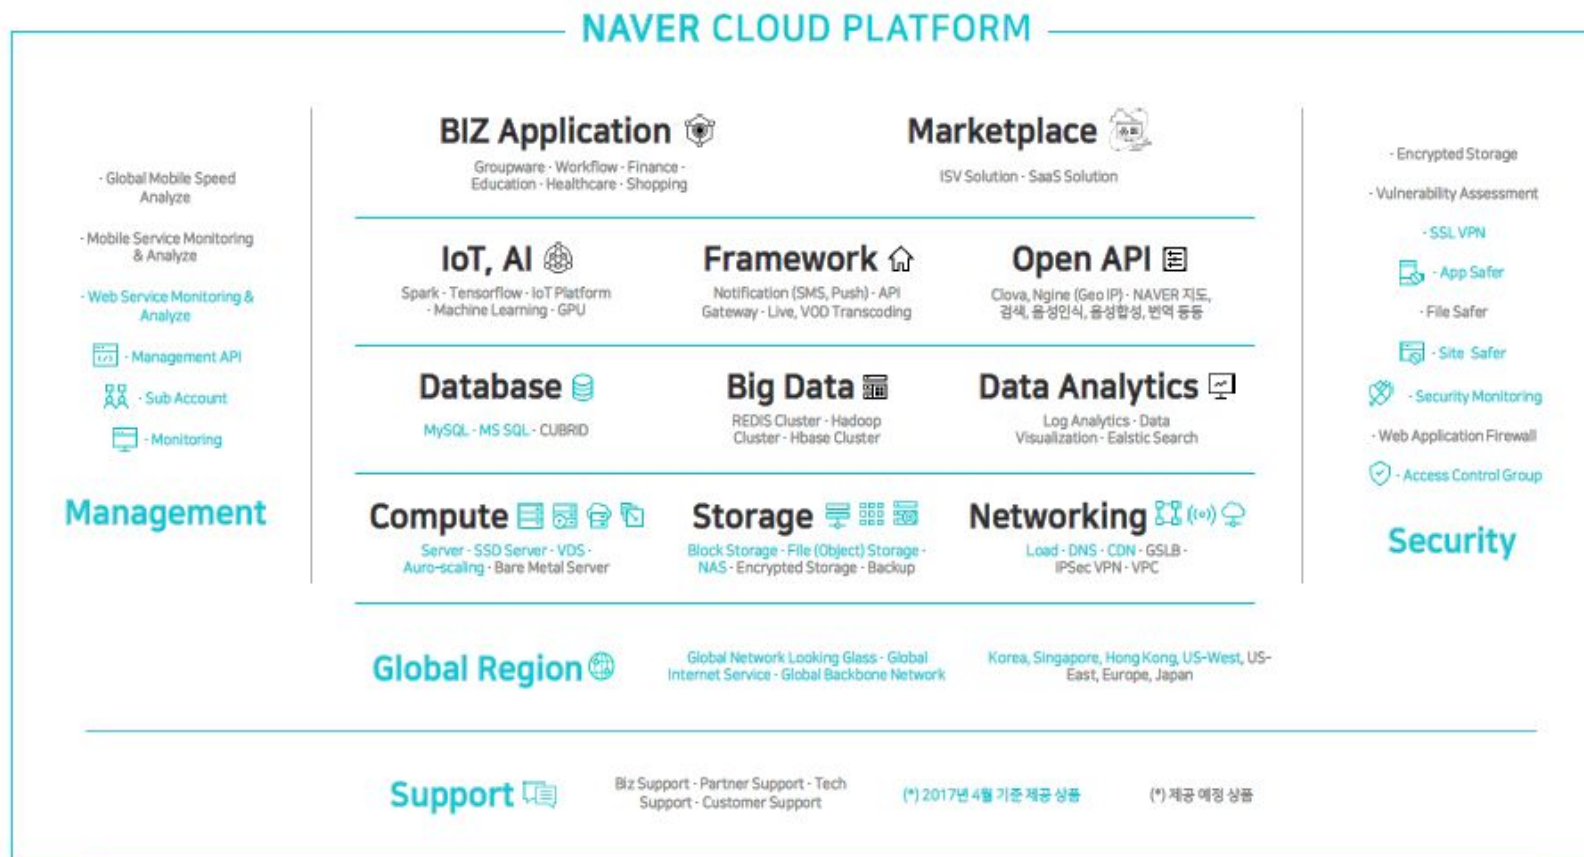 NAVER CLOUD PLATFORM
- Global Mobile Speed
Analyze
- Mobile Service Monitoring
& Analyze
- Web Service Monitoring &
Analyze
- Management API
- Sub Account
- Monitoring
Management
BIZ Application
Groupware - Workflow - Finance -
Education - Healthcare - Shopping
Marketplace
ISV Solution - SaaS Solution
IoT, AI
Spark - Tensorflow - IoT Platform
- Machine Learning - GPU
Framework
Notification (SMS, Push) - API
Gateway - Live, VOD Transcoding
Open API
Clova, Ngine (Geo IP) - NAVER 지도,
검색, 음성인식, 음성합성, 번역 등등
Database
MySQL - MS SQL - CUBRID
Big Data
REDIS Cluster - Hadoop
Cluster - Hbase Cluster
Data Analytics
Log Analytics - Data
Visualization - Ealstic Search
Compute
Server - SSD Server - VDS -
Auro-scaling - Bare Metal Server
Storage
Block Storage - File (Object) Storage -
NAS - Encrypted Storage - Backup
Networking
Load - DNS - CDN - GSLB -
IPSec VPN - VPC
- Encrypted Storage
- Vulnerability Assessment
- SSL VPN
- App Safer
- File Safer
- Site Safer
- Security Monitoring
- Web Application Firewall
- Access Control Group
Security
Global Region
Global Network Looking Glass - Global
Internet Service - Global Backbone Network
Korea, Singapore, Hong Kong, US-West, US-
East, Europe, Japan
Support
Biz Support - Partner Support - Tech
Support - Customer Support
(*) 2017년 4월 기준 제공 상품
(*) 제공 예정 상품